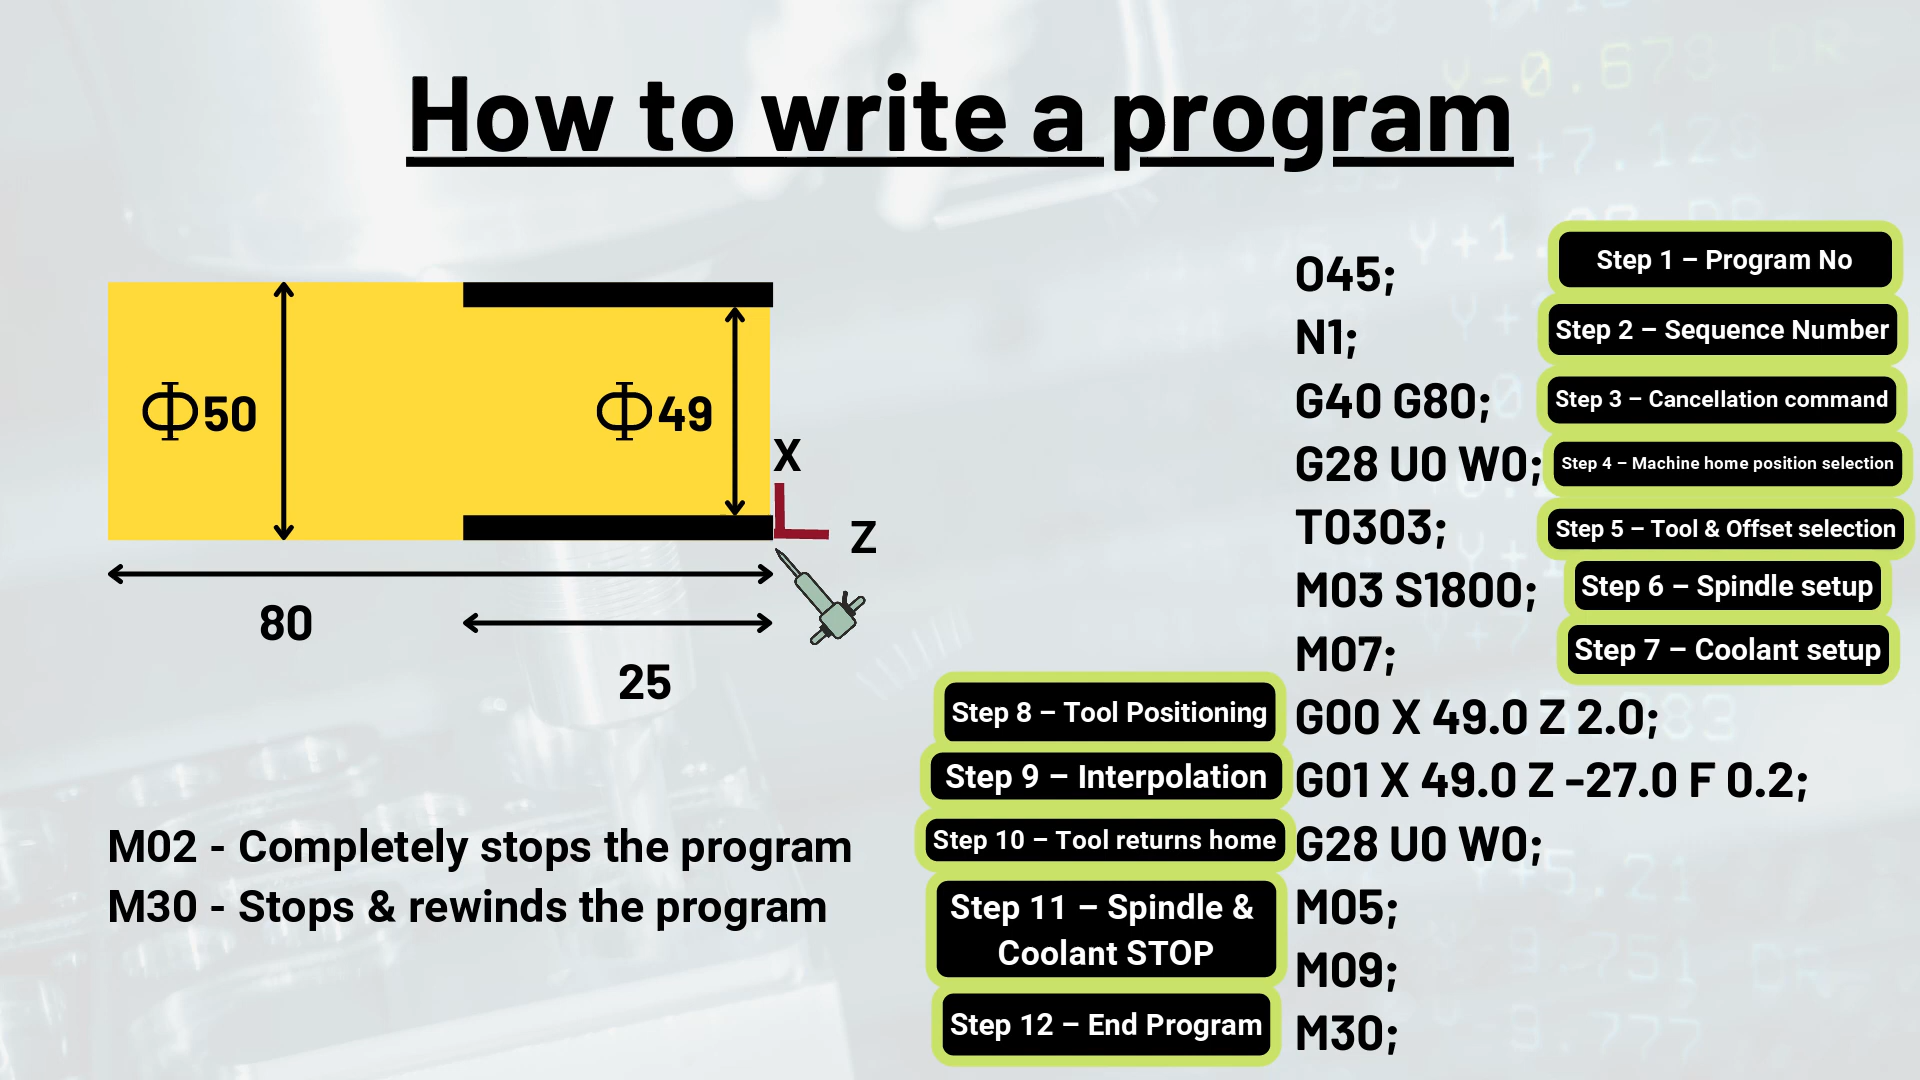 How to write a program
Φ50
Φ49
X
Z
80
25
M02 - Completely stops the program
M30 - Stops & rewinds the program
O45;
Step 1 – Program No
N1;
Step 2 – Sequence Number
G40 G80;
Step 3 – Cancellation command
G28 U0 W0;
Step 4 – Machine home position selection
T0303;
Step 5 – Tool & Offset selection
M03 S1800;
Step 6 – Spindle setup
M07;
Step 7 – Coolant setup
Step 8 – Tool Positioning
G00 X 49.0 Z 2.0;
Step 9 – Interpolation
G01 X 49.0 Z -27.0 F 0.2;
Step 10 – Tool returns home
G28 U0 W0;
Step 11 – Spindle &
Coolant STOP
M05;
M09;
Step 12 – End Program
M30;